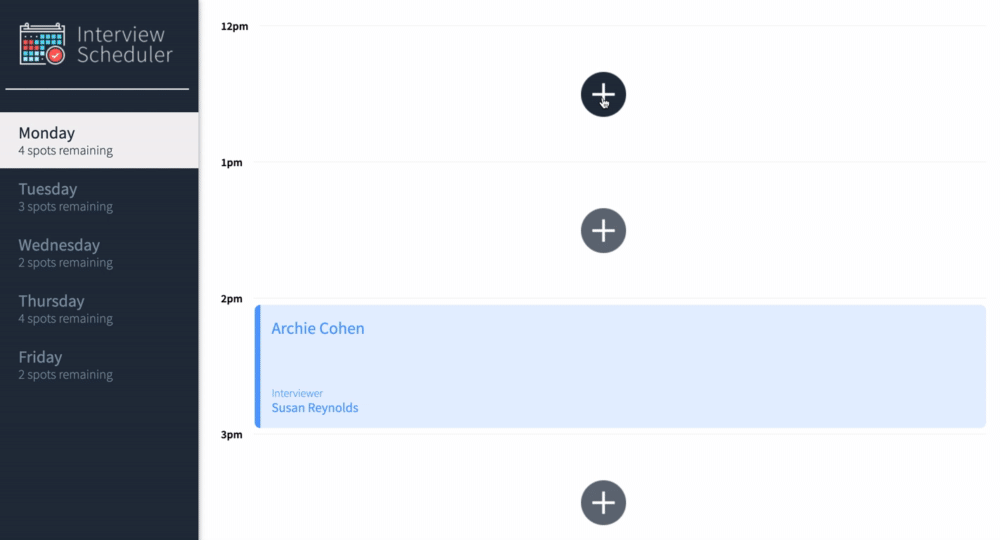 Interview
Scheduler
Monday
4 spots remaining
Tuesday
3 spots remaining
Wednesday
2 spots remaining
Thursday
4 spots remaining
Friday
2 spots remaining
12pm
1pm
2pm
Archie Cohen
Interviewer
Susan Reynolds
3pm